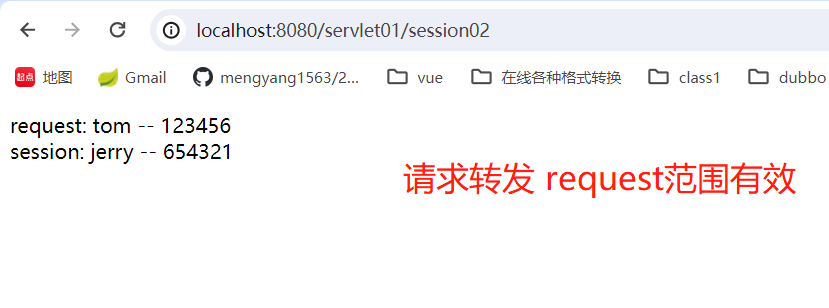 localhost:8080/servlet01/session02
起点 地图 Gmail mengyang1563/2... vue 在线各种格式转换 class1 dubbo
request: tom -- 123456
session: jerry -- 654321
请求转发 request范围有效